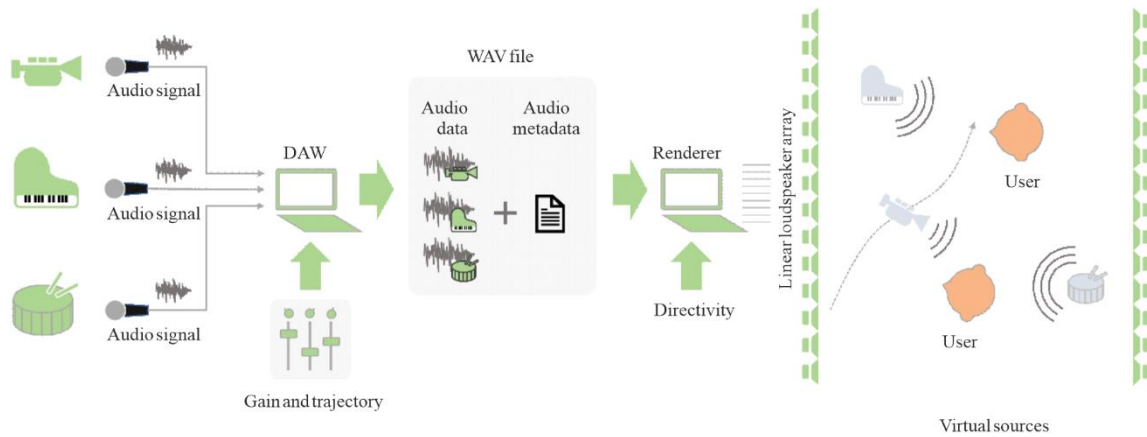 Audio signal
Audio signal
Audio signal
DAW
Gain and trajectory
WAV file
Audio
data
Audio
metadata
Renderer
Directivity
Linear loudspeaker array
User
User
Virtual sources